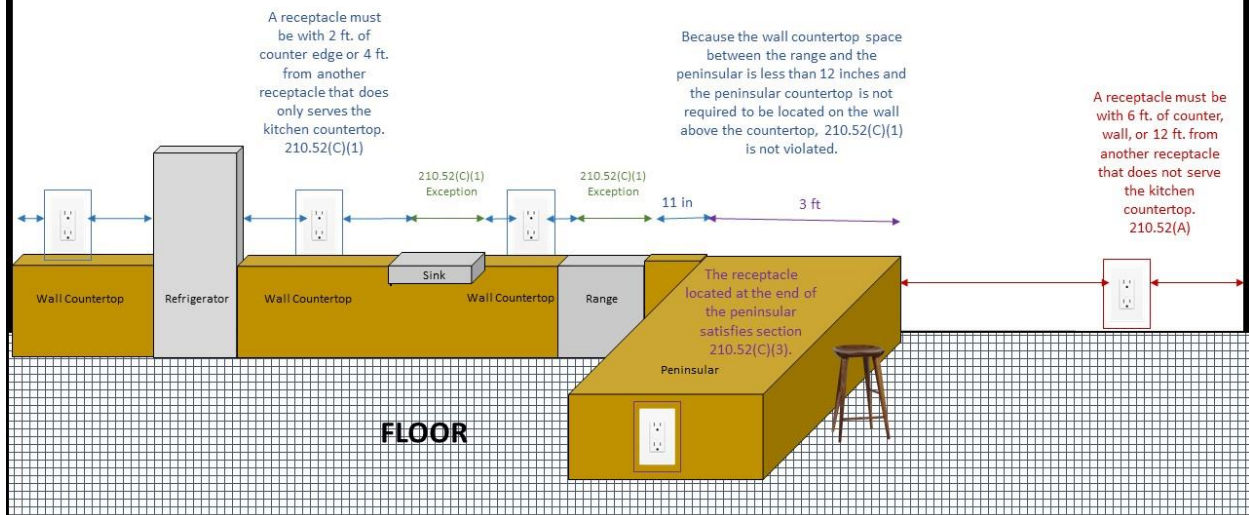 A receptacle must
be with 2 ft. of
counter edge or 4 ft.
from another
receptacle that does
only serves the
kitchen countertop.
210.52(C)(1)
Because the wall countertop space
between the range and the
peninsular is less than 12 inches and
the peninsular countertop is not
required to be located on the wall
above the countertop, 210.52(C)(1)
is not violated.
A receptacle must be
with 6 ft. of counter,
wall, or 12 ft. from
another receptacle
that does not serve
the kitchen
countertop.
210.52(A)
210.52(C)(1)
Exception
210.52(C)(1)
Exception
11 in
3 ft
Wall Countertop
Refrigerator
Wall Countertop
Sink
Wall Countertop
Range
The receptacle
located at the end of
the peninsular
satisfies section
210.52(C)(3).
Peninsular
FLOOR